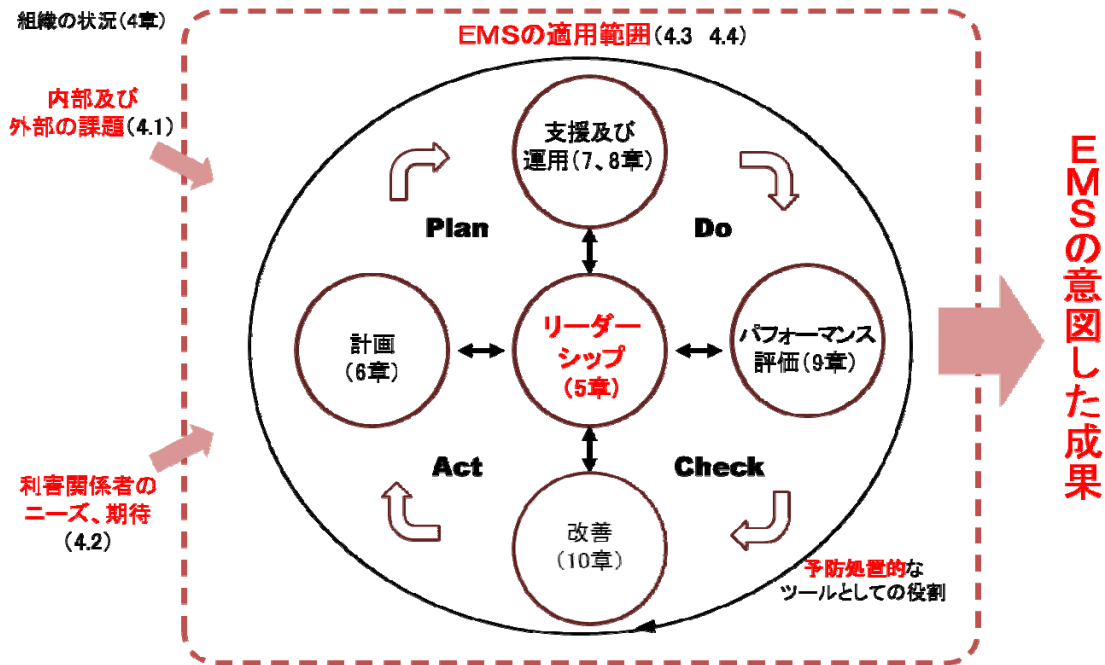 組織の状況(4章)
EMSの適用範囲(4.3 4.4)
内部及び
外部の課題(4.1)
支援及び
運用(7、8章)
Plan
Do
計画
(6章)
リーダー
シップ
(5章)
パフォーマンス
評価(9章)
EMSの意図した成果
Act
Check
利害関係者の
ニーズ、期待
(4.2)
改善
(10章)
予防処置的な
ツールとしての役割